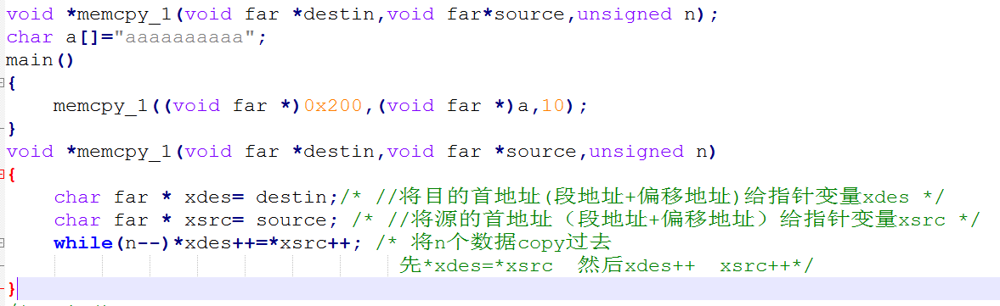 void *memcpy_1(void far *destin,void far*source,unsigned n);
char a[]="aaaaaaaaaa";
main()
{
    memcpy_1((void far *)0x200,(void far *)a,10);
}
void *memcpy_1(void far *destin,void far *source,unsigned n)
{
    char far * xdes= destin;/* //将目的首地址(段地址+偏移地址)给指针变量xdes */
    char far * xsrc= source; /* //将源的首地址（段地址+偏移地址）给指针变量xsrc */
    while(n--)*xdes++=*xsrc++; /* 将n个数据copy过去
                                 先*xdes=*xsrc  然后xdes++  xsrc++*/
}